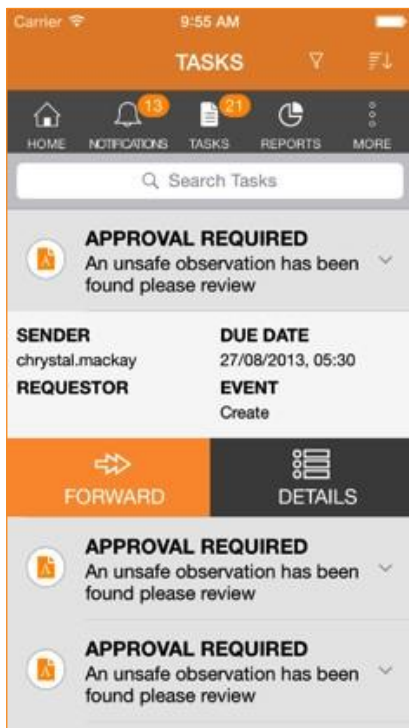 Carrier 9:55 AM
TASKS
13 21
HOME NOTIFICATIONS TASKS REPORTS MORE
Search Tasks
APPROVAL REQUIRED
An unsafe observation has been
found please review
SENDER DUE DATE
chrystal.mackay 27/08/2013, 05:30
REQUESTOR EVENT
Create
FORWARD DETAILS
APPROVAL REQUIRED
An unsafe observation has been
found please review
APPROVAL REQUIRED
An unsafe observation has been
found please review